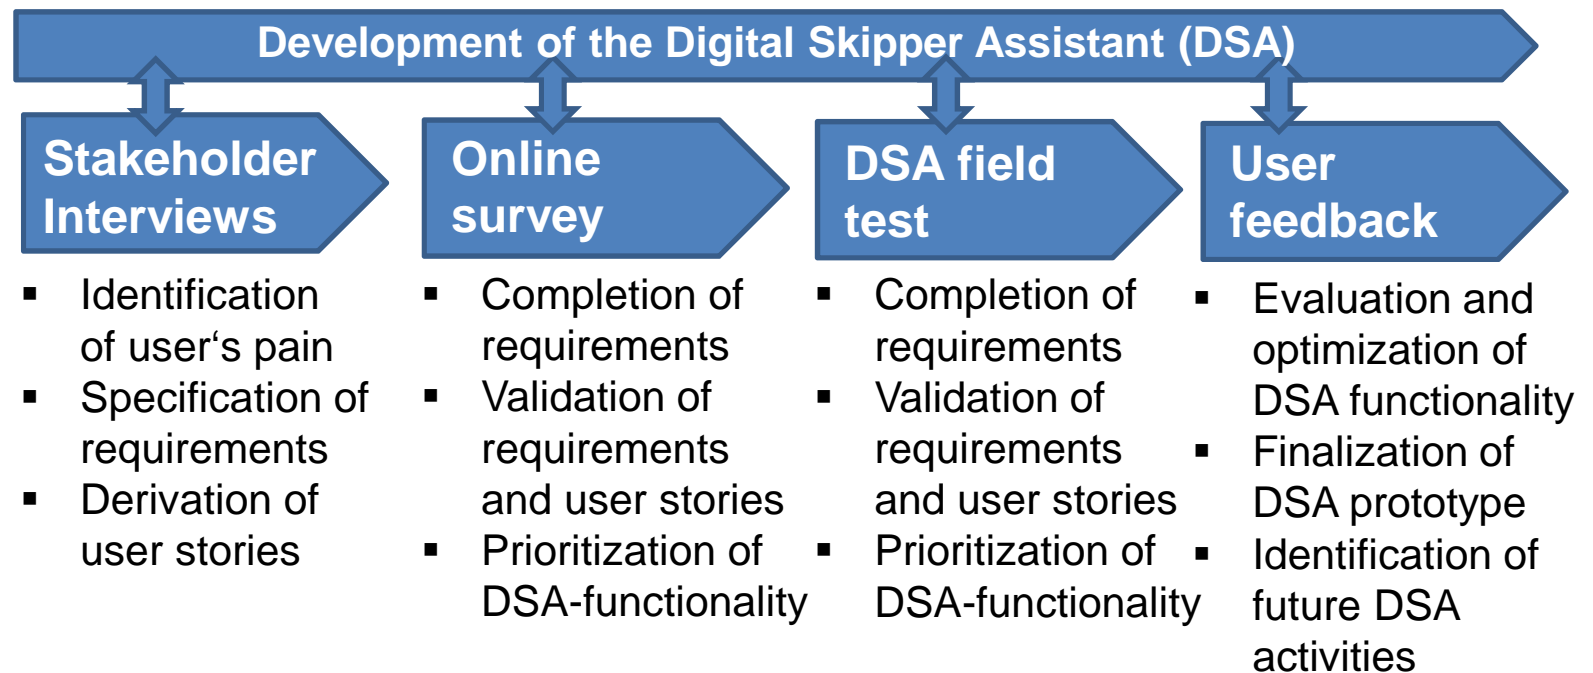 Development of the Digital Skipper Assistant (DSA)
Stakeholder
Interviews
▪ Identification
of user‘s pain
▪ Specification of
requirements
▪ Derivation of
user stories
Online
survey
▪ Completion of
requirements
▪ Validation of
requirements
and user stories
▪ Prioritization of
DSA-functionality
DSA field
test
▪ Completion of
requirements
▪ Validation of
requirements
and user stories
▪ Prioritization of
DSA-functionality
User
feedback
▪ Evaluation and
optimization of
DSA functionality
▪ Finalization of
DSA prototype
▪ Identification of
future DSA
activities